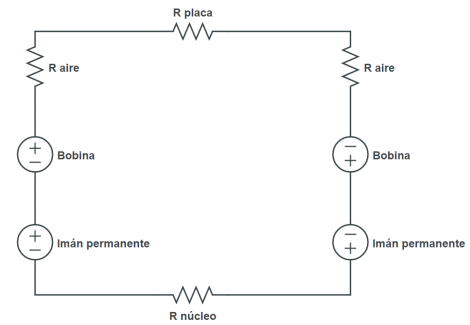 R placa
R aire
R aire
Bobina
Bobina
Imán permanente
Imán permanente
R núcleo